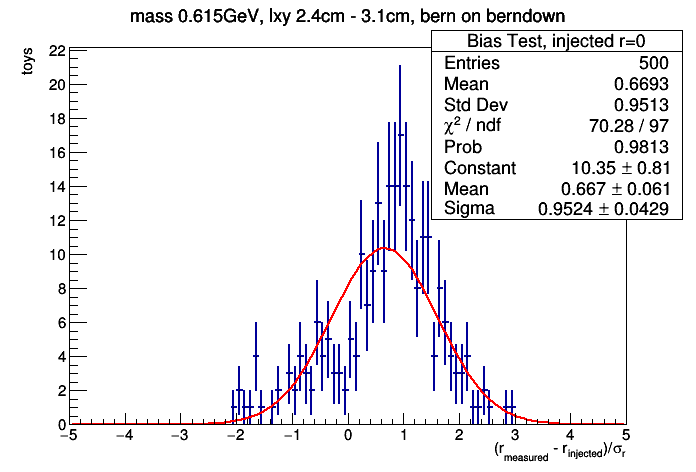 mass 0.615GeV, lxy 2.4cm - 3.1cm, bern on berndown
toys
Bias Test, injected r=0
Entries 500
Mean 0.6693
Std Dev 0.9513
χ² / ndf 70.28 / 97
Prob 0.9813
Constant 10.35 ± 0.81
Mean 0.667 ± 0.061
Sigma 0.9524 ± 0.0429
22
20
18
16
14
12
10
8
6
4
2
0
−5 −4 −3 −2 −1 0 1 2 3 4 5
(r_measured - r_injected)/σ_r